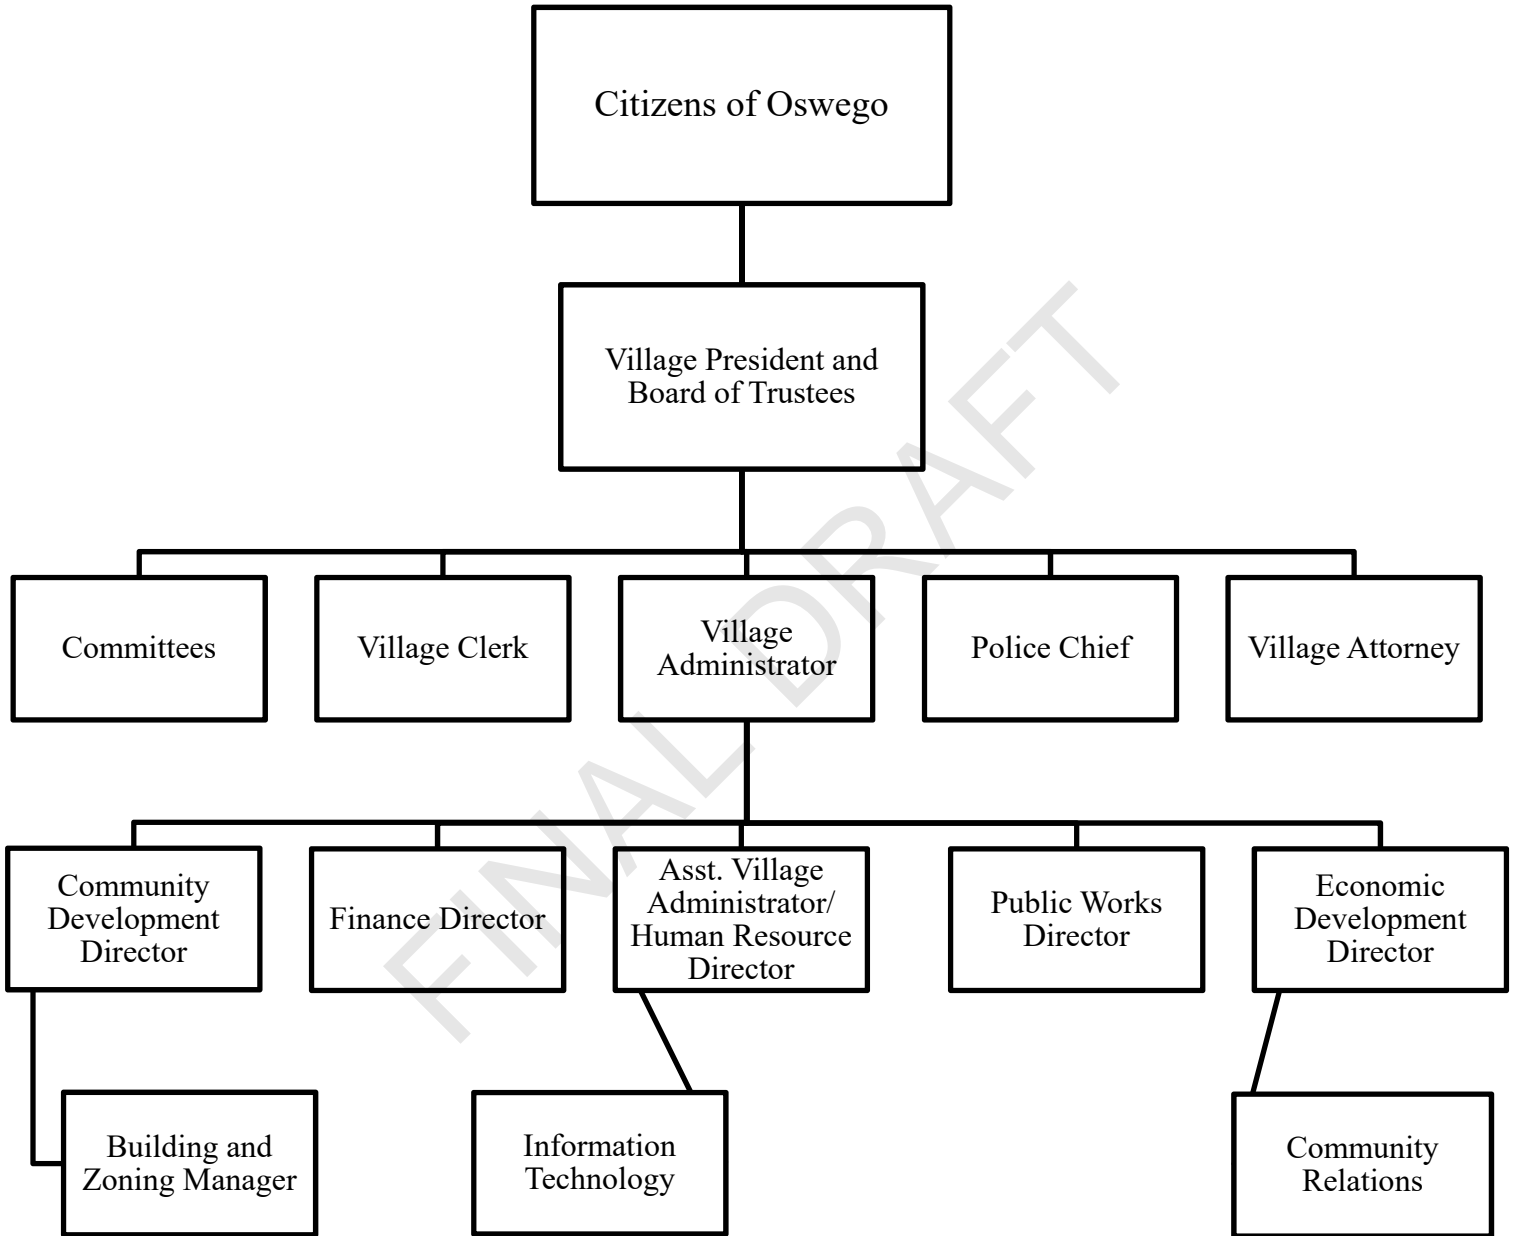 Citizens of Oswego
Village President and
Board of Trustees
Committees
Village Clerk
Village
Administrator
Police Chief
Village Attorney
Community
Development
Director
Finance Director
Asst. Village
Administrator/
Human Resource
Director
Public Works
Director
Economic
Development
Director
Building and
Zoning Manager
Information
Technology
Community
Relations
FINAL DRAFT